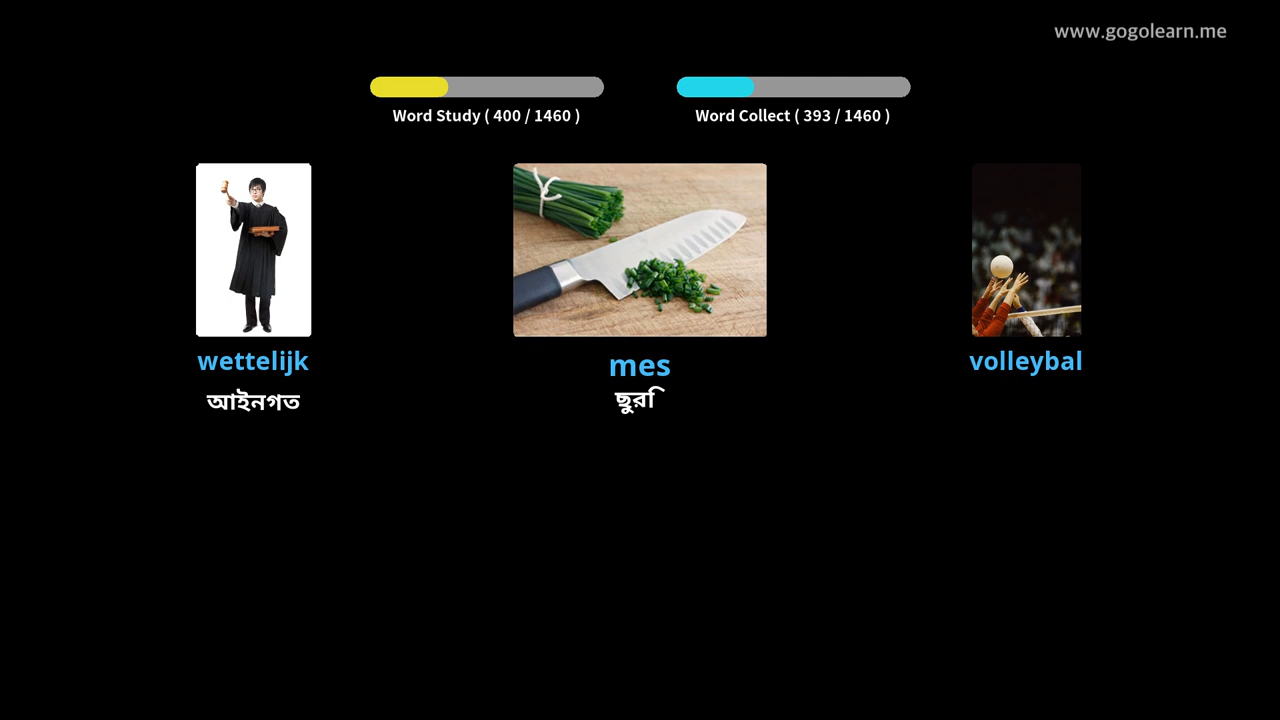 www.gogolearn.me
Word Study ( 400 / 1460 )
Word Collect ( 393 / 1460 )
wettelijk
mes
volleybal
আইনগত
ছুরি